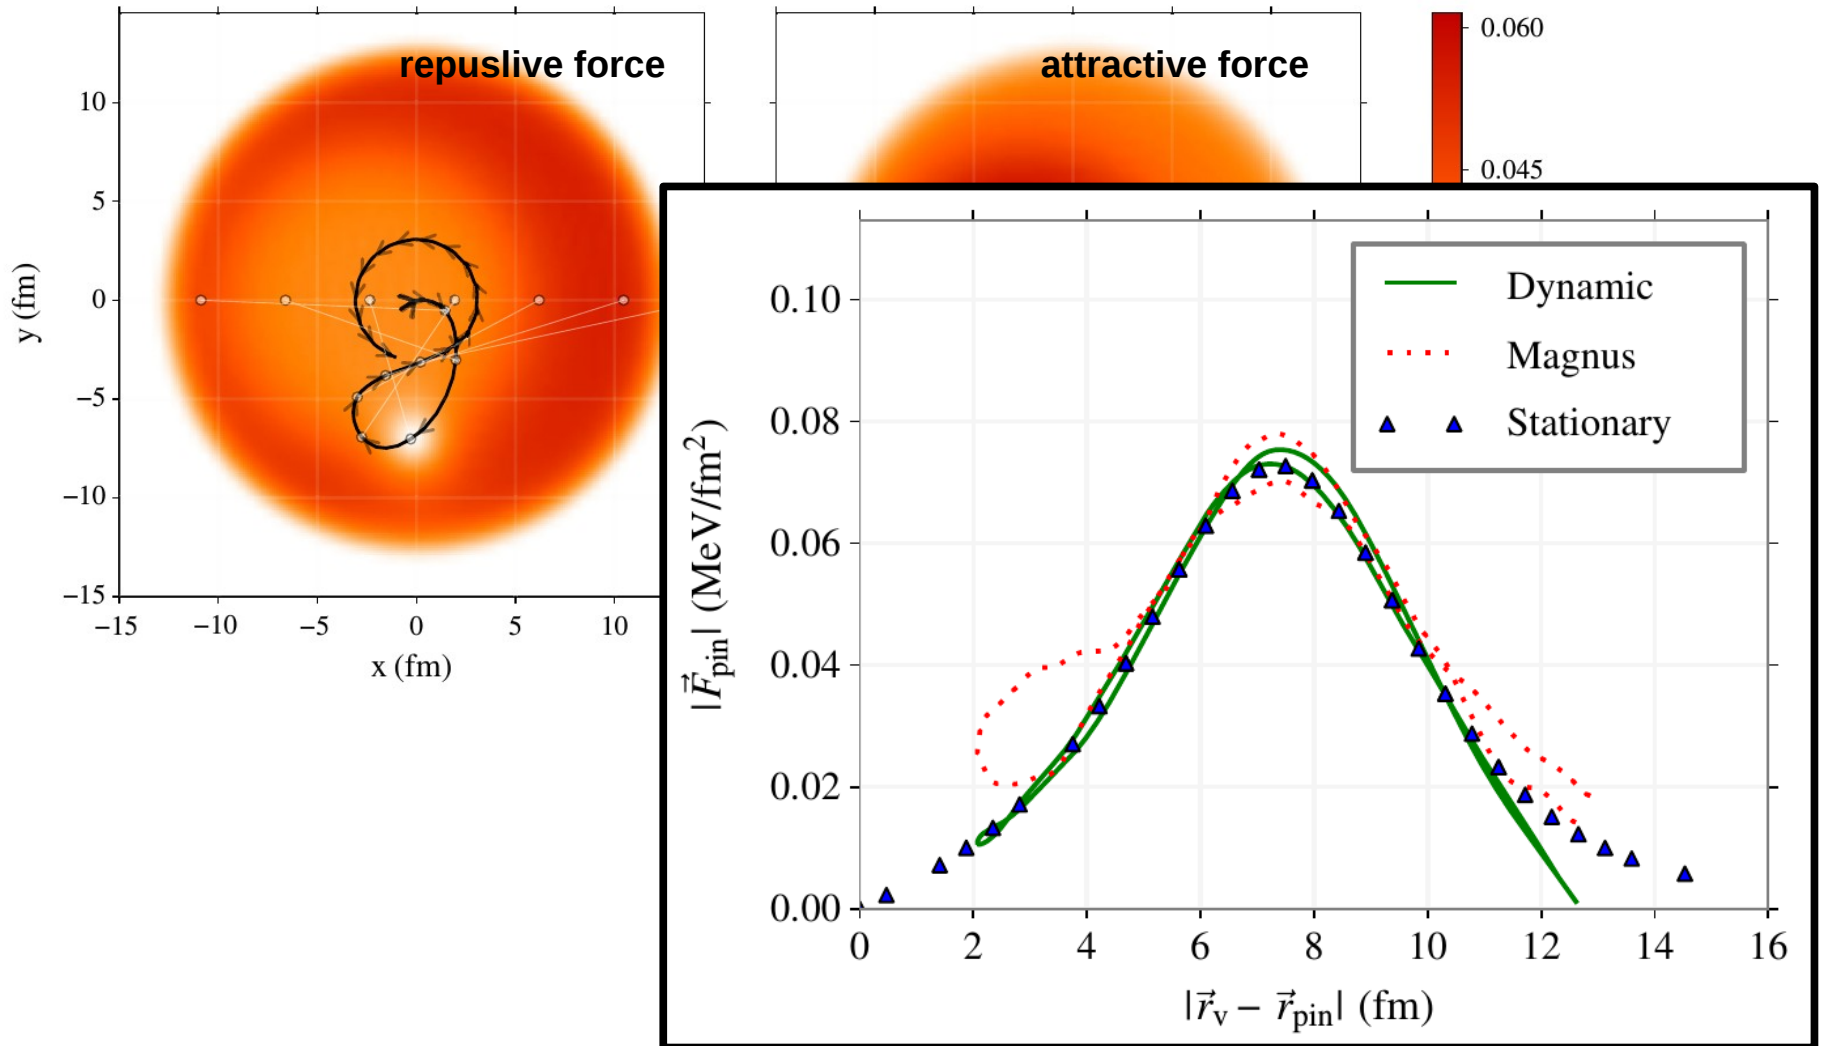 repuslive force
attractive force
0.060
0.045
10
5
0
−5
−10
−15
y (fm)
−15 −10 −5 0 5 10
x (fm)
Dynamic
Magnus
Stationary
0.10
0.08
0.06
0.04
0.02
0.00
|F⃗pin| (MeV/fm²)
0 2 4 6 8 10 12 14 16
|r⃗v − r⃗pin| (fm)